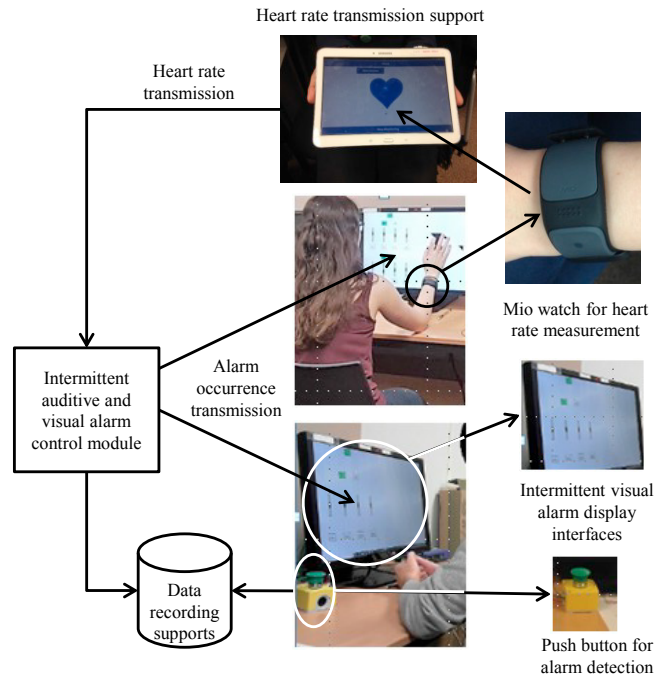 Heart rate transmission support
Heart rate
transmission
Mio watch for heart
rate measurement
Intermittent
auditive and
visual alarm
control module
Alarm
occurrence
transmission
Intermittent visual
alarm display
interfaces
Data
recording
supports
Push button for
alarm detection